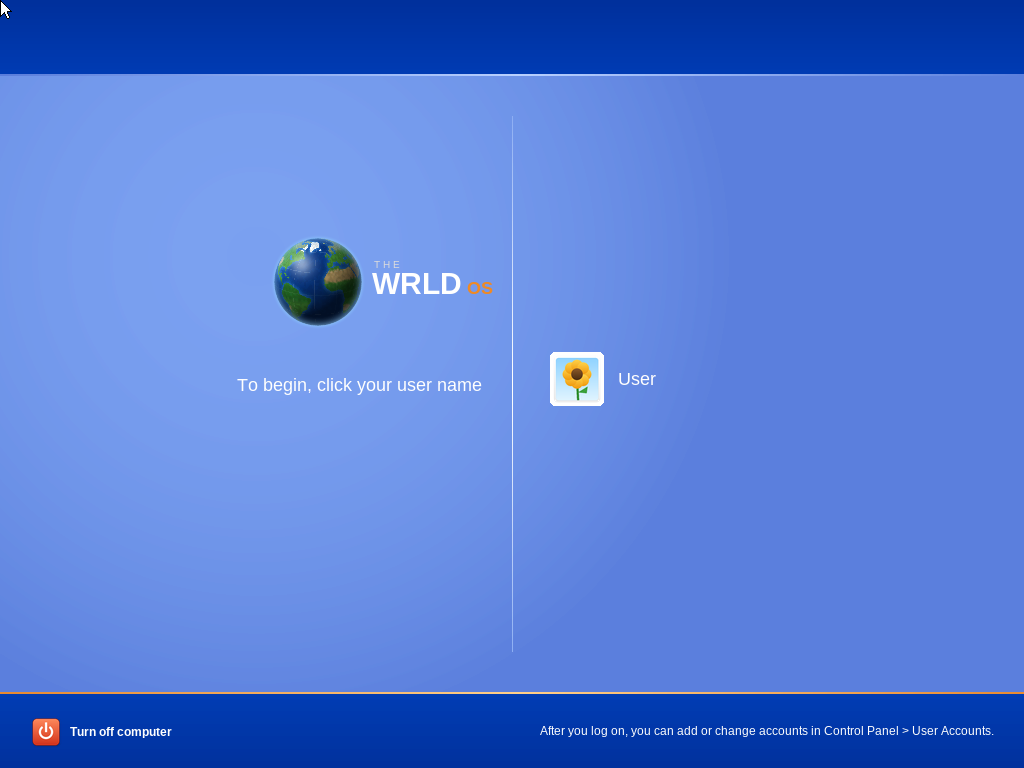 THE
WRLD OS
To begin, click your user name
User
Turn off computer
After you log on, you can add or change accounts in Control Panel > User Accounts.